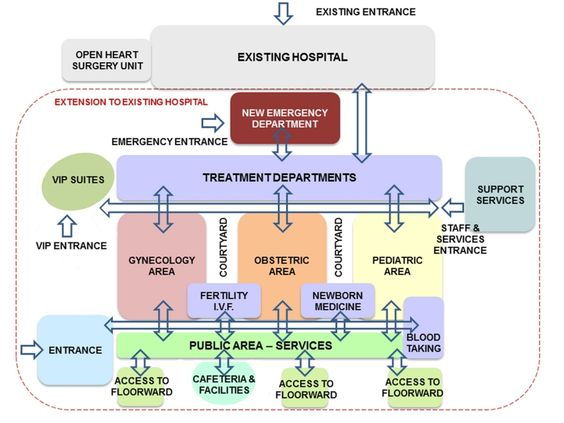 EXISTING ENTRANCE
OPEN HEART
SURGERY UNIT
EXISTING HOSPITAL
EXTENSION TO EXISTING HOSPITAL
NEW EMERGENCY
DEPARTMENT
EMERGENCY ENTRANCE
VIP SUITES
TREATMENT DEPARTMENTS
SUPPORT
SERVICES
VIP ENTRANCE
GYNECOLOGY
AREA
COURTYARD
OBSTETRIC
AREA
COURTYARD
PEDIATRIC
AREA
STAFF &
SERVICES
ENTRANCE
FERTILITY
I.V.F.
NEWBORN
MEDICINE
ENTRANCE
PUBLIC AREA – SERVICES
BLOOD
TAKING
ACCESS TO
FLOORWARD
CAFETERIA &
FACILITIES
ACCESS TO
FLOORWARD
ACCESS TO
FLOORWARD